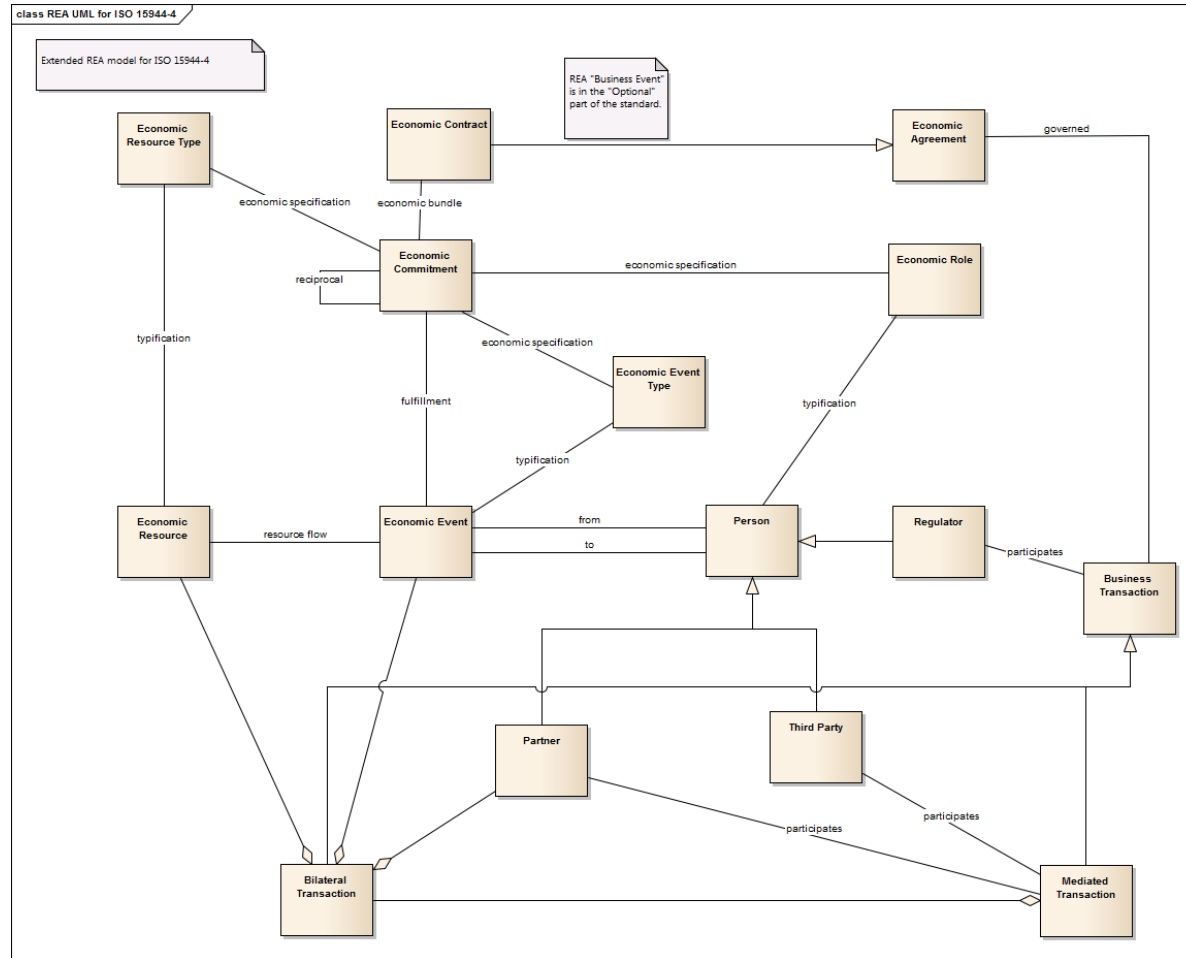 class REA UML for ISO 15944-4
Extended REA model for ISO 15944-4
REA "Business Event"
is in the "Optional"
part of the standard.
Economic
Resource Type
Economic Contract
Economic
Agreement
governed
economic specification
economic bundle
Economic
Commitment
reciprocal
economic specification
Economic Role
typification
economic specification
Economic Event
Type
fulfillment
typification
typification
Economic
Resource
resource flow
Economic Event
from
to
Person
Regulator
participates
Business
Transaction
Partner
Third Party
participates
participates
Bilateral
Transaction
Mediated
Transaction